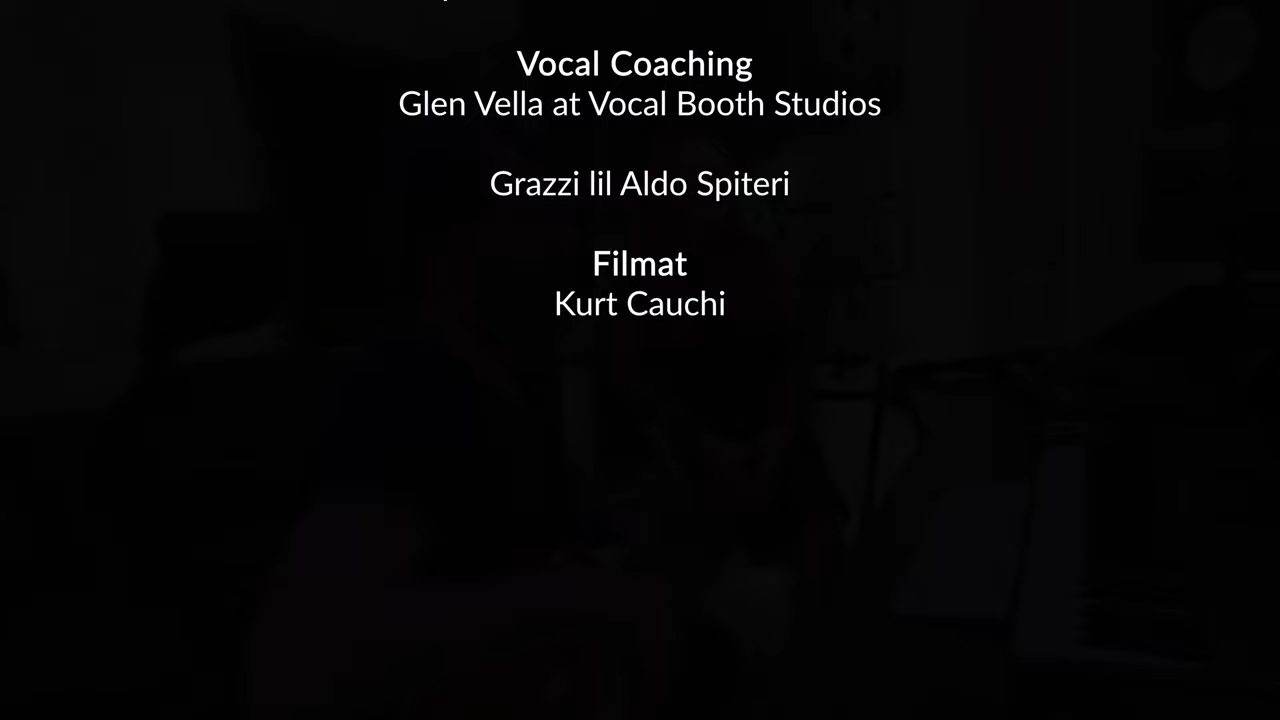 Vocal Coaching
Glen Vella at Vocal Booth Studios
Grazzi lil Aldo Spiteri
Filmat
Kurt Cauchi